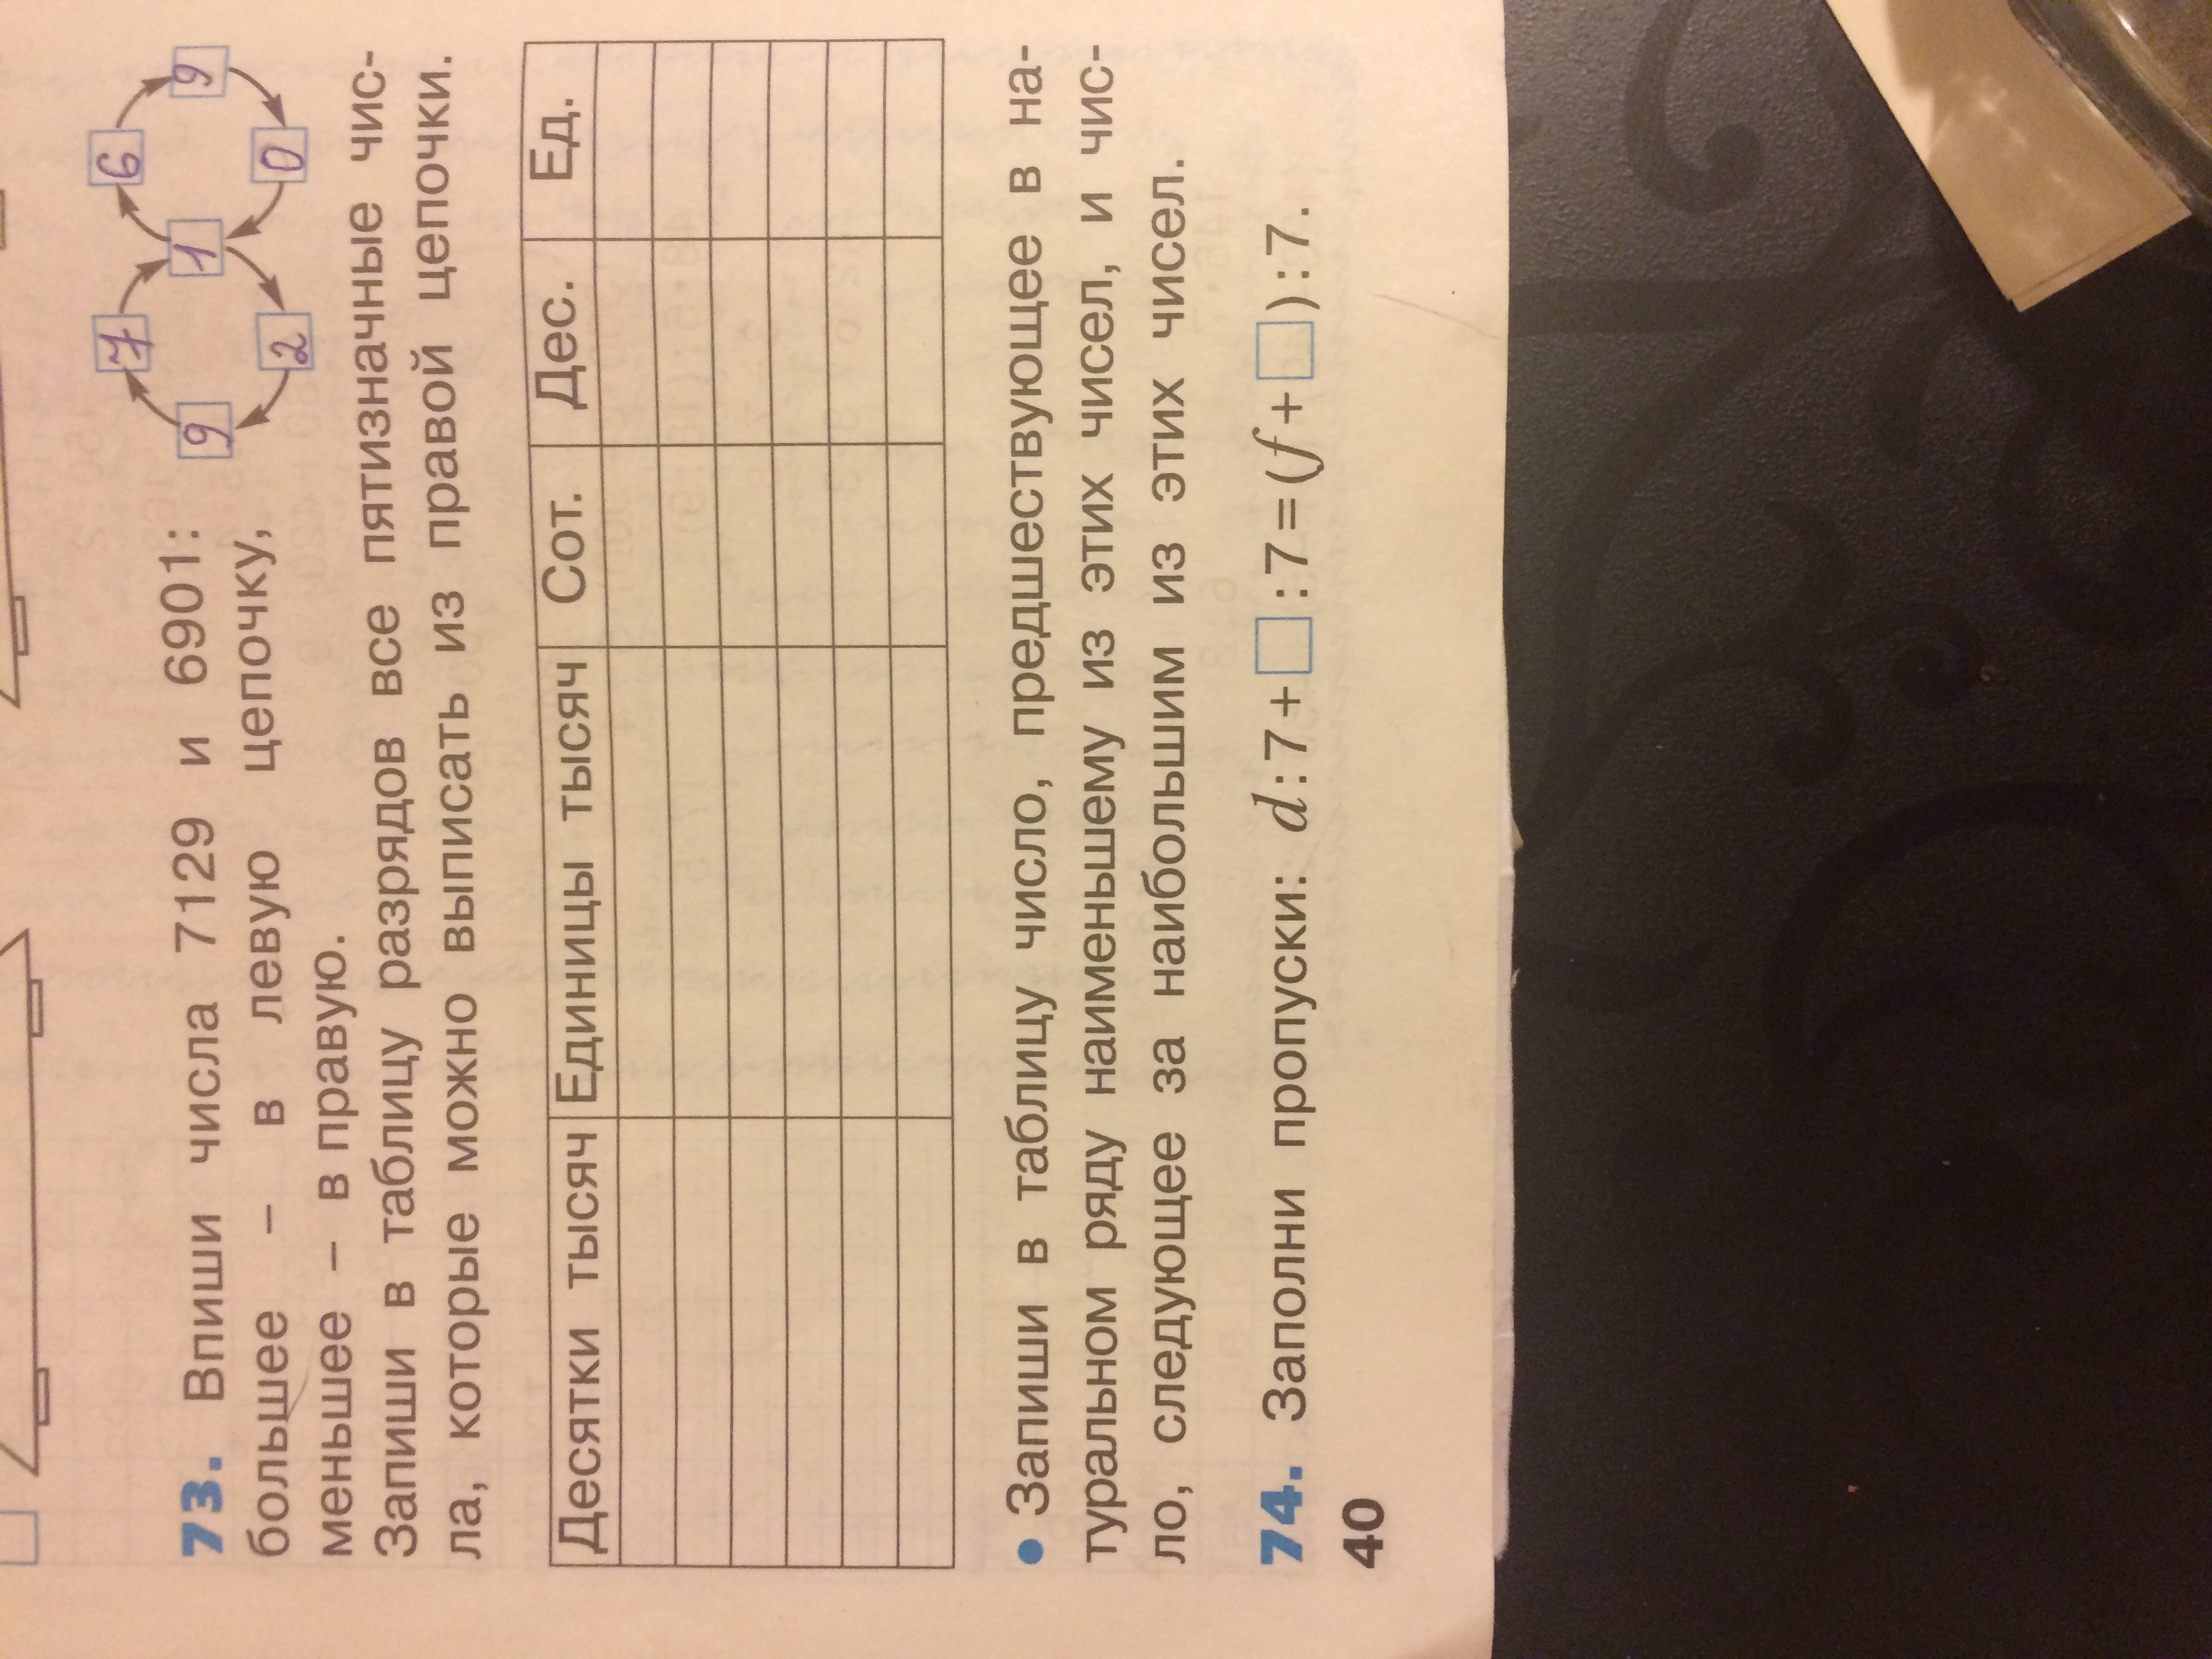 73. Впиши числа 7129 и 6901:
большее – в левую цепочку,
меньшее – в правую.
7 6
9 1 9
2 0
Запиши в таблицу разрядов все пятизначные чис-
ла, которые можно выписать из правой цепочки.
Десятки тысяч Единицы тысяч Сот. Дес. Ед.
• Запиши в таблицу число, предшествующее в на-
туральном ряду наименьшему из этих чисел, и чис-
ло, следующее за наибольшим из этих чисел.
74. Заполни пропуски: d:7+□:7=(f+□):7.
40